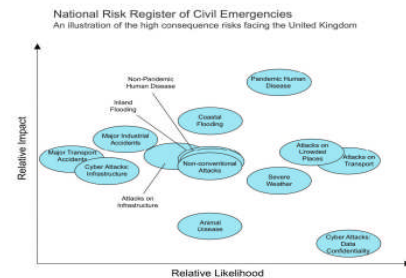 National Risk Register of Civil Emergencies
An illustration of the high consequence risks facing the United Kingdom
Relative Impact
Non-Pandemic
Human Disease
Pandemic Human
Disease
Inland
Flooding
Coastal
Flooding
Major Industrial
Accidents
Major Transport
Accidents
Cyber Attacks:
Infrastructure
Attacks on
Infrastructure
Non-conventional
Attacks
Attacks on
Crowded
Places
Attacks on
Transport
Severe
Weather
Animal
Disease
Cyber Attacks:
Data
Confidentiality
Relative Likelihood